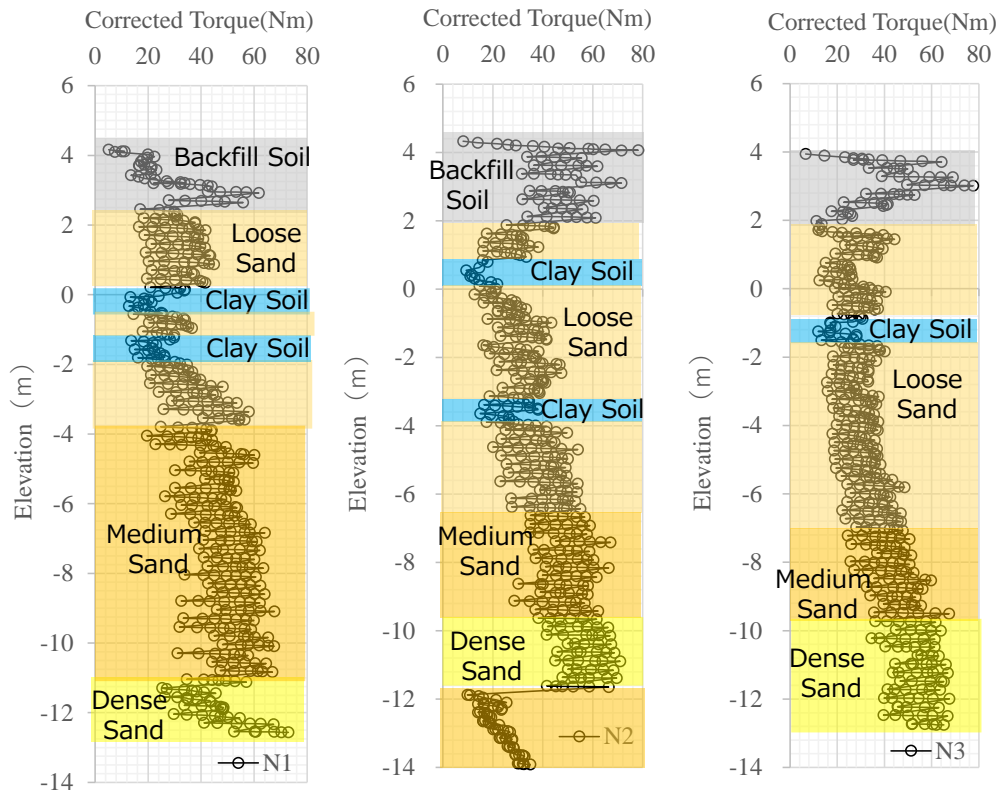 Corrected Torque(Nm)
0 20 40 60 80
6
4
2
0
-2
-4
-6
-8
-10
-12
-14
Elevation（m）
Backfill Soil
Loose
Sand
Clay Soil
Clay Soil
Medium
Sand
Dense
Sand
N1
Corrected Torque(Nm)
0 20 40 60 80
6
4
2
0
-2
-4
-6
-8
-10
-12
-14
Elevation（m）
Backfill
Soil
Clay Soil
Loose
Sand
Clay Soil
Medium
Sand
Dense
Sand
N2
Corrected Torque(Nm)
0 20 40 60 80
6
4
2
0
-2
-4
-6
-8
-10
-12
-14
Elevation（m）
Clay Soil
Loose
Sand
Medium
Sand
Dense
Sand
N3